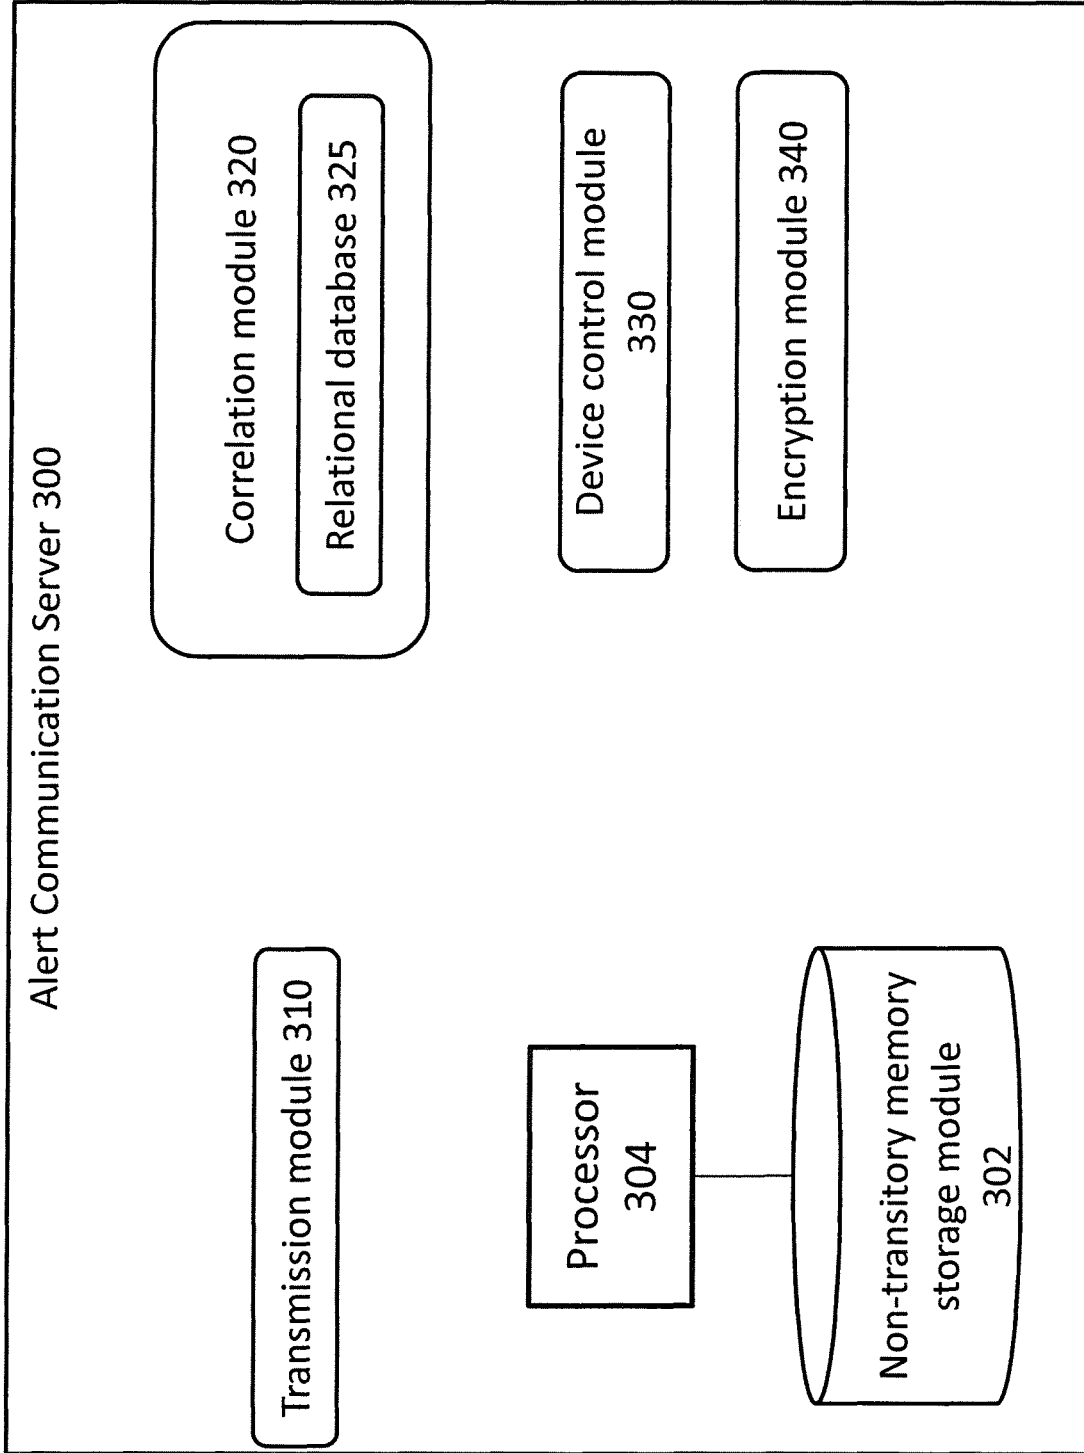 Alert Communication Server 300
Transmission module 310
Processor
304
Non-transitory memory
storage module
302
Correlation module 320
Relational database 325
Device control module
330
Encryption module 340